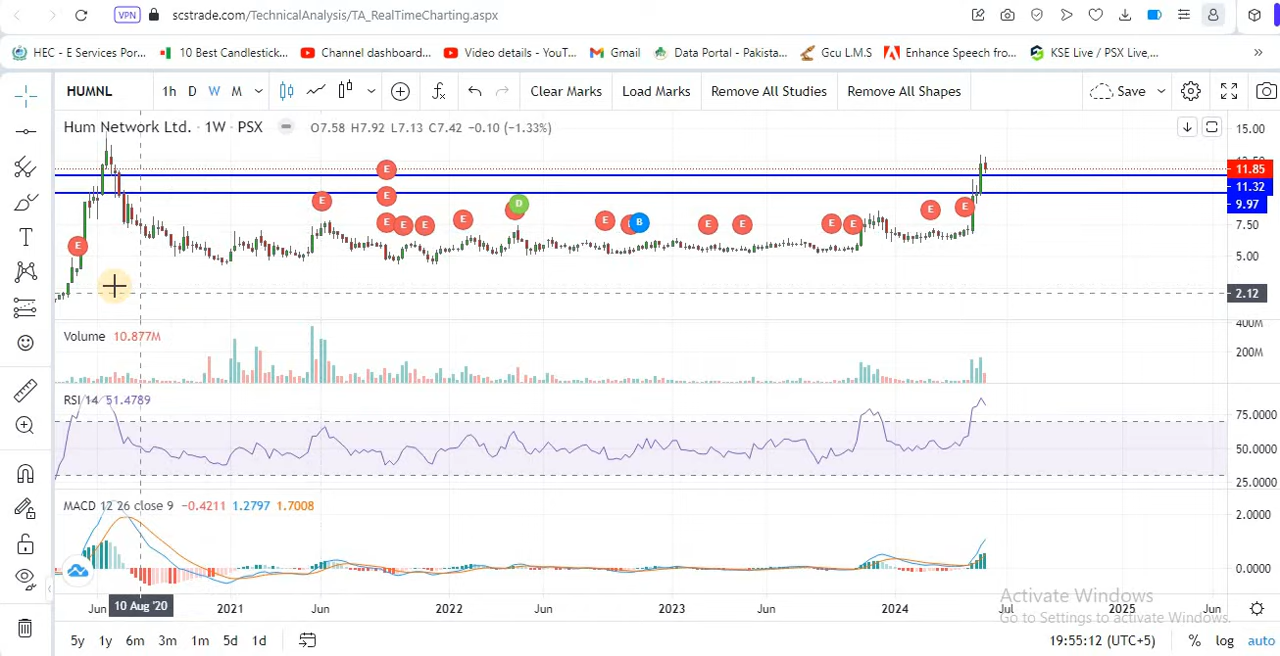 VPN scstrade.com/TechnicalAnalysis/TA_RealTimeCharting.aspx
HEC - E Services Por... 10 Best Candlestick... Channel dashboard... Video details - YouT... Gmail Data Portal - Pakista... Gcu L.M.S Enhance Speech fro... KSE Live / PSX Live,... »
HUMNL 1h D W M Clear Marks Load Marks Remove All Studies Remove All Shapes Save
Hum Network Ltd. · 1W · PSX O7.58 H7.92 L7.13 C7.42 −0.10 (−1.33%)
15.00
11.85
11.32
9.97
7.50
5.00
2.12
E E E E E E E E E D E E B E E E E E E
Volume 10.877M
400M
200M
RSI 14 51.4789
75.0000
50.0000
25.0000
MACD 12 26 close 9 −0.4211 1.2797 1.7008
2.0000
0.0000
Jun 10 Aug '20 2021 Jun 2022 Jun 2023 Jun 2024 Jul 2025 Jun
Activate Windows
Go to Settings to activate Windows.
5y 1y 6m 3m 1m 5d 1d 19:55:12 (UTC+5) % log auto